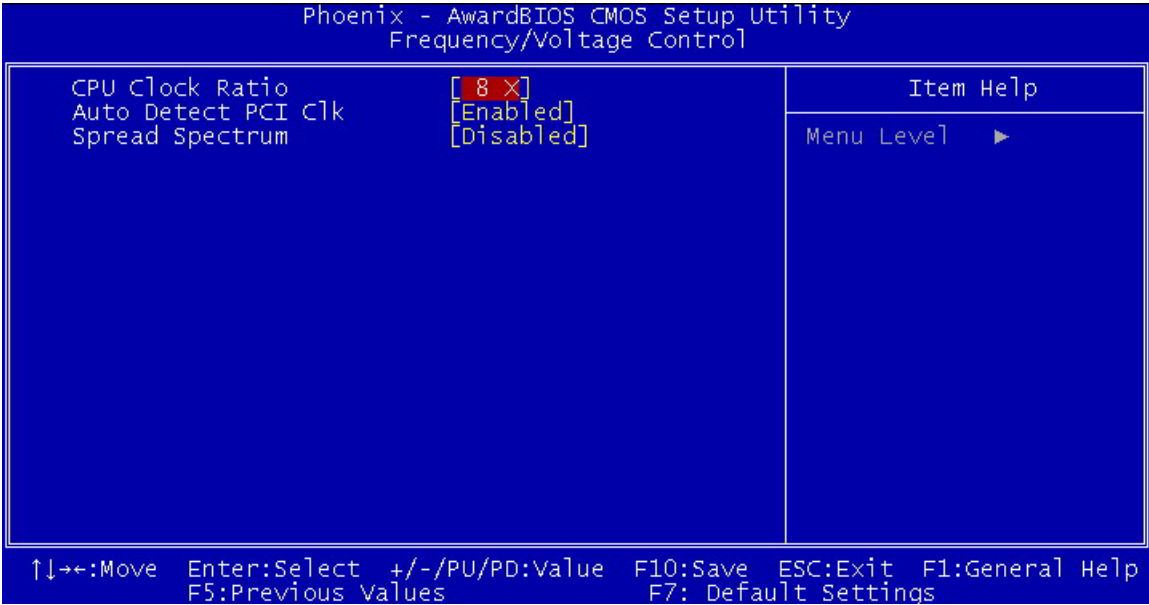 Phoenix - AwardBIOS CMOS Setup Utility
Frequency/Voltage Control
CPU Clock Ratio [ 8 X]
Auto Detect PCI Clk [Enabled]
Spread Spectrum [Disabled]
Item Help
Menu Level ►
↑↓→←:Move Enter:Select +/-/PU/PD:Value F10:Save ESC:Exit F1:General Help
F5:Previous Values F7: Default Settings